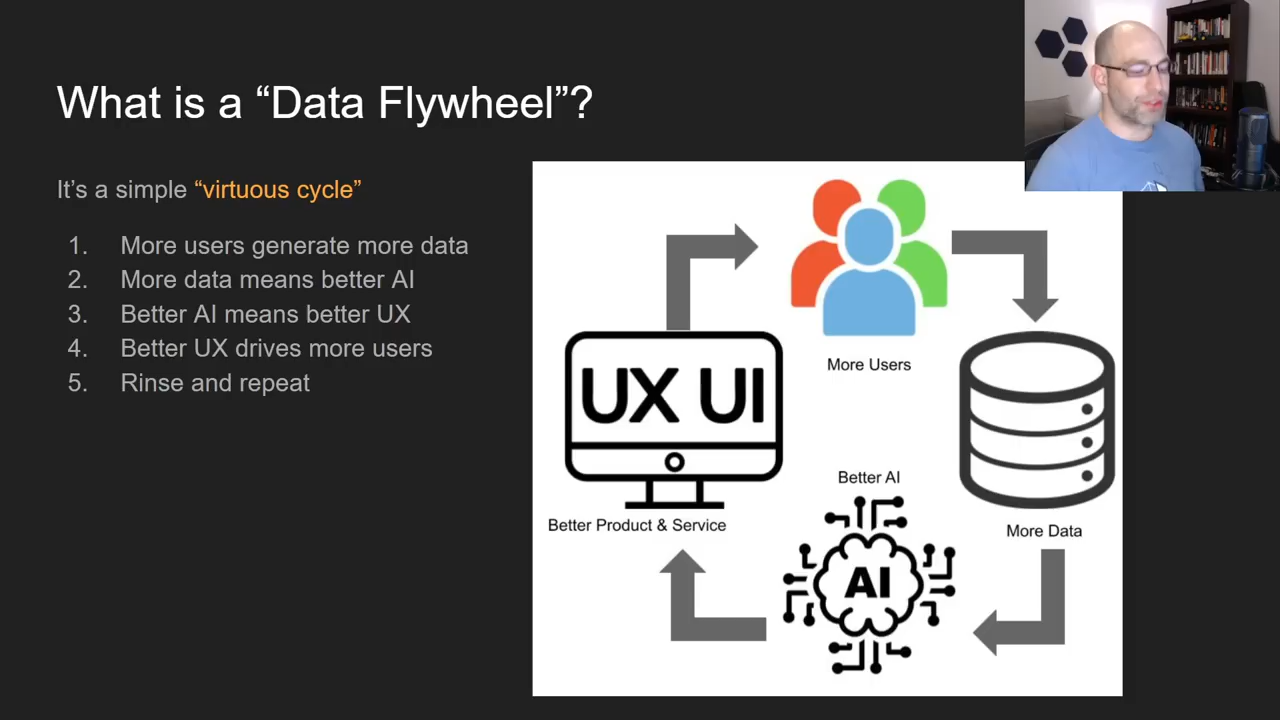 What is a “Data Flywheel”?
It’s a simple “virtuous cycle”
1. More users generate more data
2. More data means better AI
3. Better AI means better UX
4. Better UX drives more users
5. Rinse and repeat
More Users
UX UI
Better Product & Service
Better AI
AI
More Data